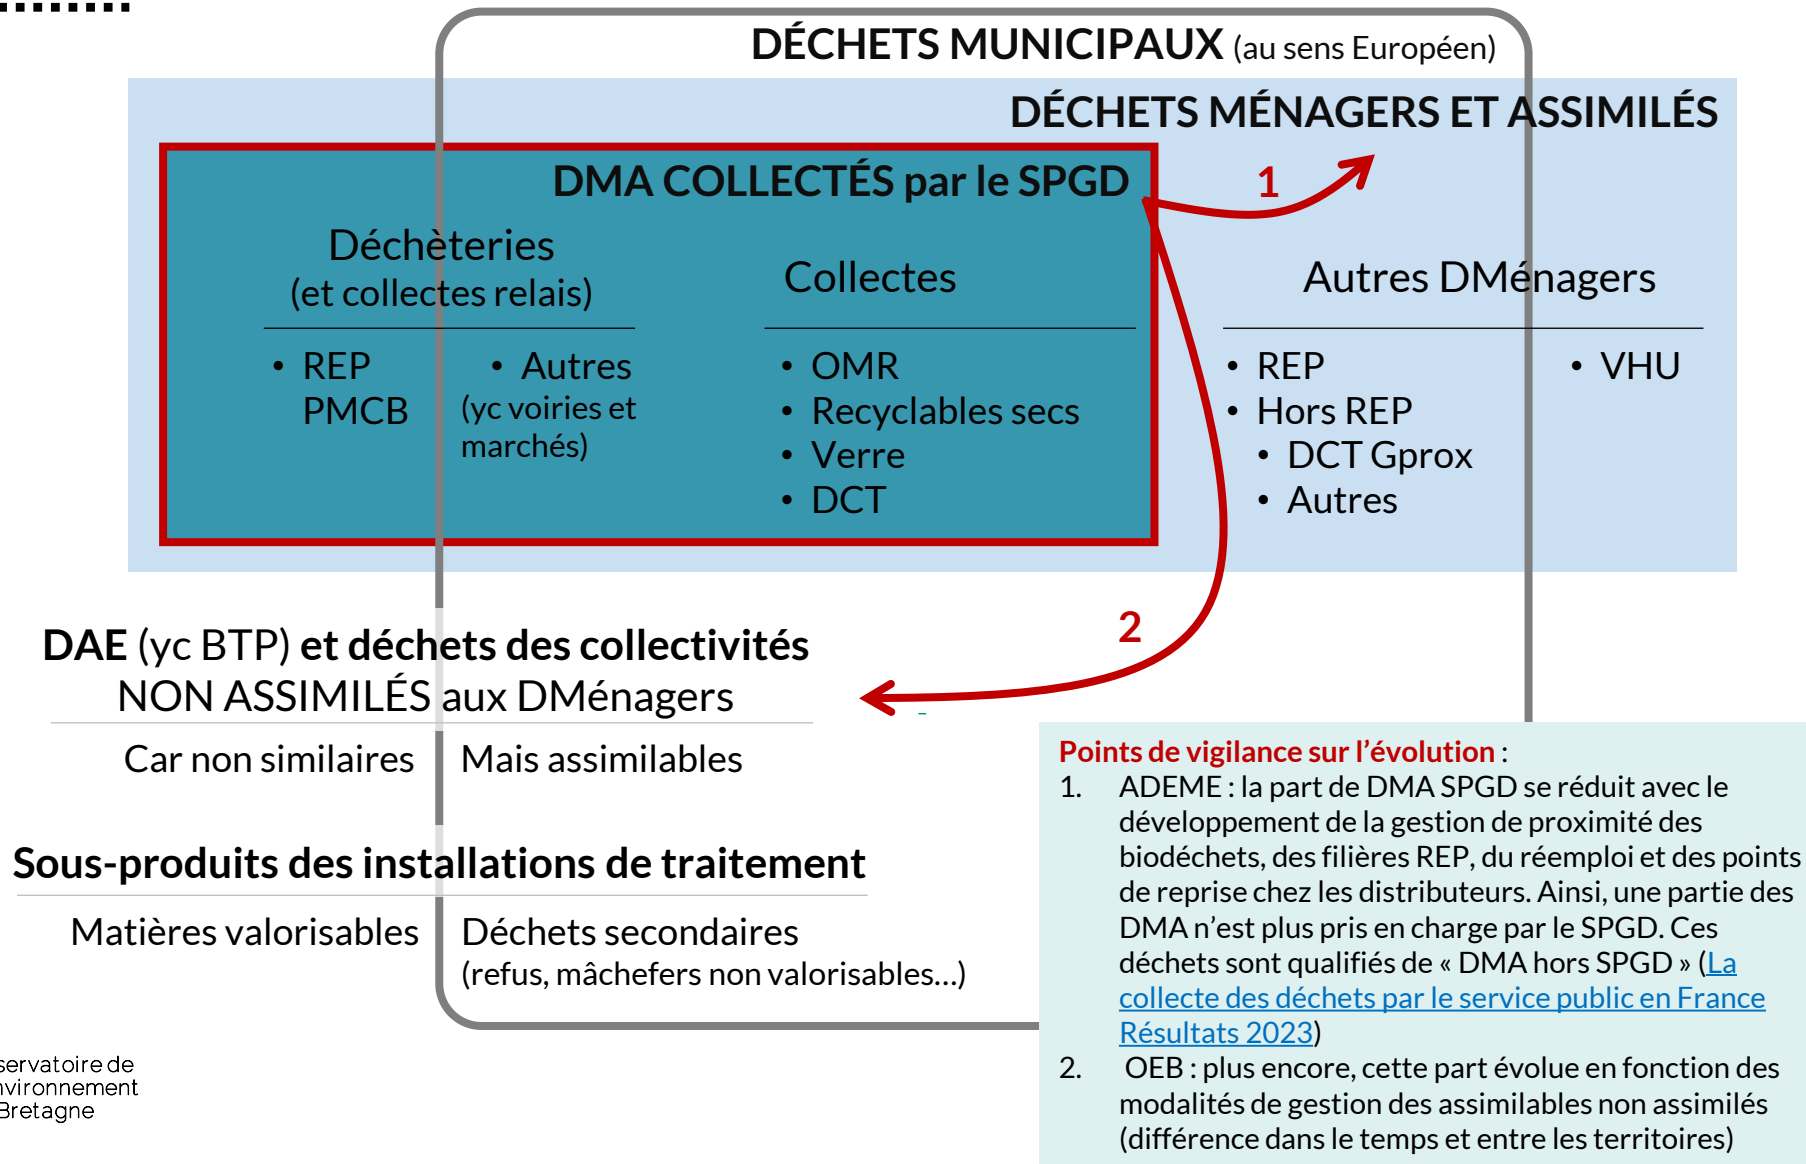 DÉCHETS MUNICIPAUX (au sens Européen)
DÉCHETS MÉNAGERS ET ASSIMILÉS
DMA COLLECTÉS par le SPGD
1
Déchèteries
(et collectes relais)
• REP
PMCB
• Autres
(yc voiries et
marchés)
Collectes
• OMR
• Recyclables secs
• Verre
• DCT
Autres DMénagers
• REP
• Hors REP
• DCT Gprox
• Autres
• VHU
2
DAE (yc BTP) et déchets des collectivités
NON ASSIMILÉS aux DMénagers
Car non similaires
Mais assimilables
Sous-produits des installations de traitement
Matières valorisables
Déchets secondaires
(refus, mâchefers non valorisables…)
Points de vigilance sur l’évolution :
1. ADEME : la part de DMA SPGD se réduit avec le
développement de la gestion de proximité des
biodéchets, des filières REP, du réemploi et des points
de reprise chez les distributeurs. Ainsi, une partie des
DMA n’est plus pris en charge par le SPGD. Ces
déchets sont qualifiés de « DMA hors SPGD » (La
collecte des déchets par le service public en France
Résultats 2023)
2. OEB : plus encore, cette part évolue en fonction des
modalités de gestion des assimilables non assimilés
(différence dans le temps et entre les territoires)
servatoire de
nvironnement
Bretagne